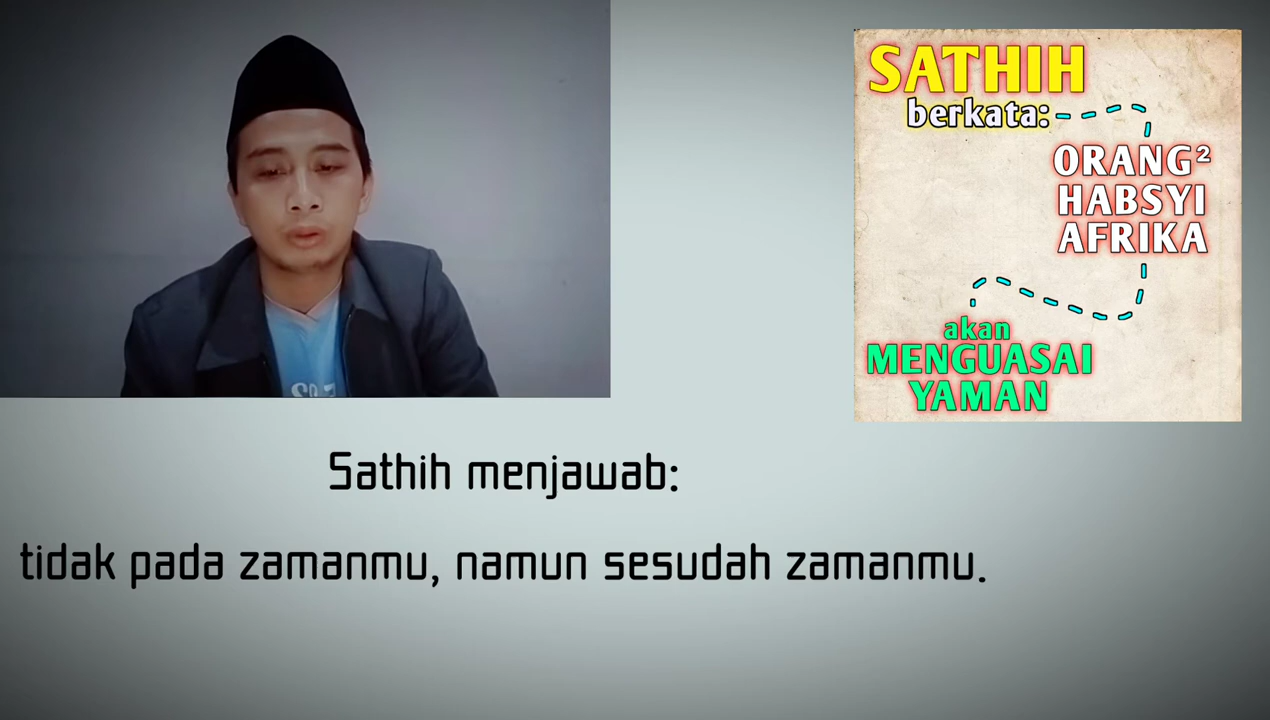 SATHIH
berkata:
ORANG²
HABSYI
AFRIKA
akan
MENGUASAI
YAMAN
Sathih menjawab:
tidak pada zamanmu, namun sesudah zamanmu.